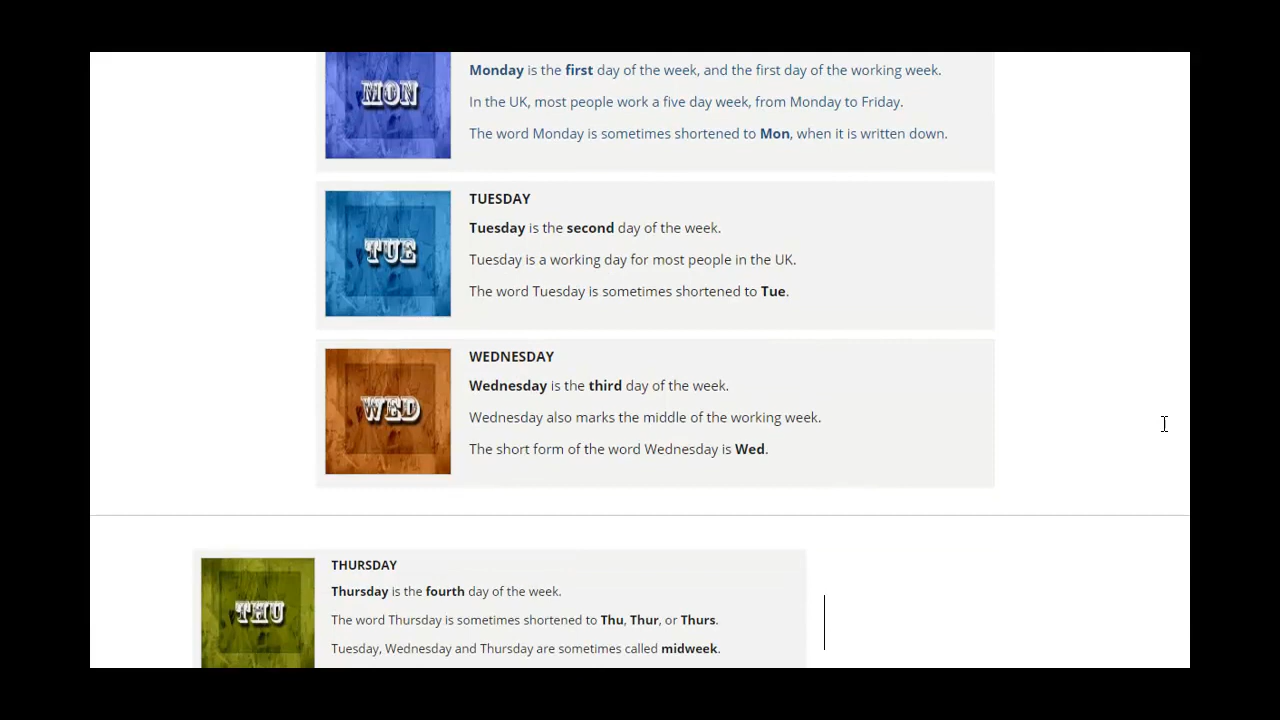 MON
Monday is the first day of the week, and the first day of the working week.
In the UK, most people work a five day week, from Monday to Friday.
The word Monday is sometimes shortened to Mon, when it is written down.
TUE
TUESDAY
Tuesday is the second day of the week.
Tuesday is a working day for most people in the UK.
The word Tuesday is sometimes shortened to Tue.
WED
WEDNESDAY
Wednesday is the third day of the week.
Wednesday also marks the middle of the working week.
The short form of the word Wednesday is Wed.
THU
THURSDAY
Thursday is the fourth day of the week.
The word Thursday is sometimes shortened to Thu, Thur, or Thurs.
Tuesday, Wednesday and Thursday are sometimes called midweek.